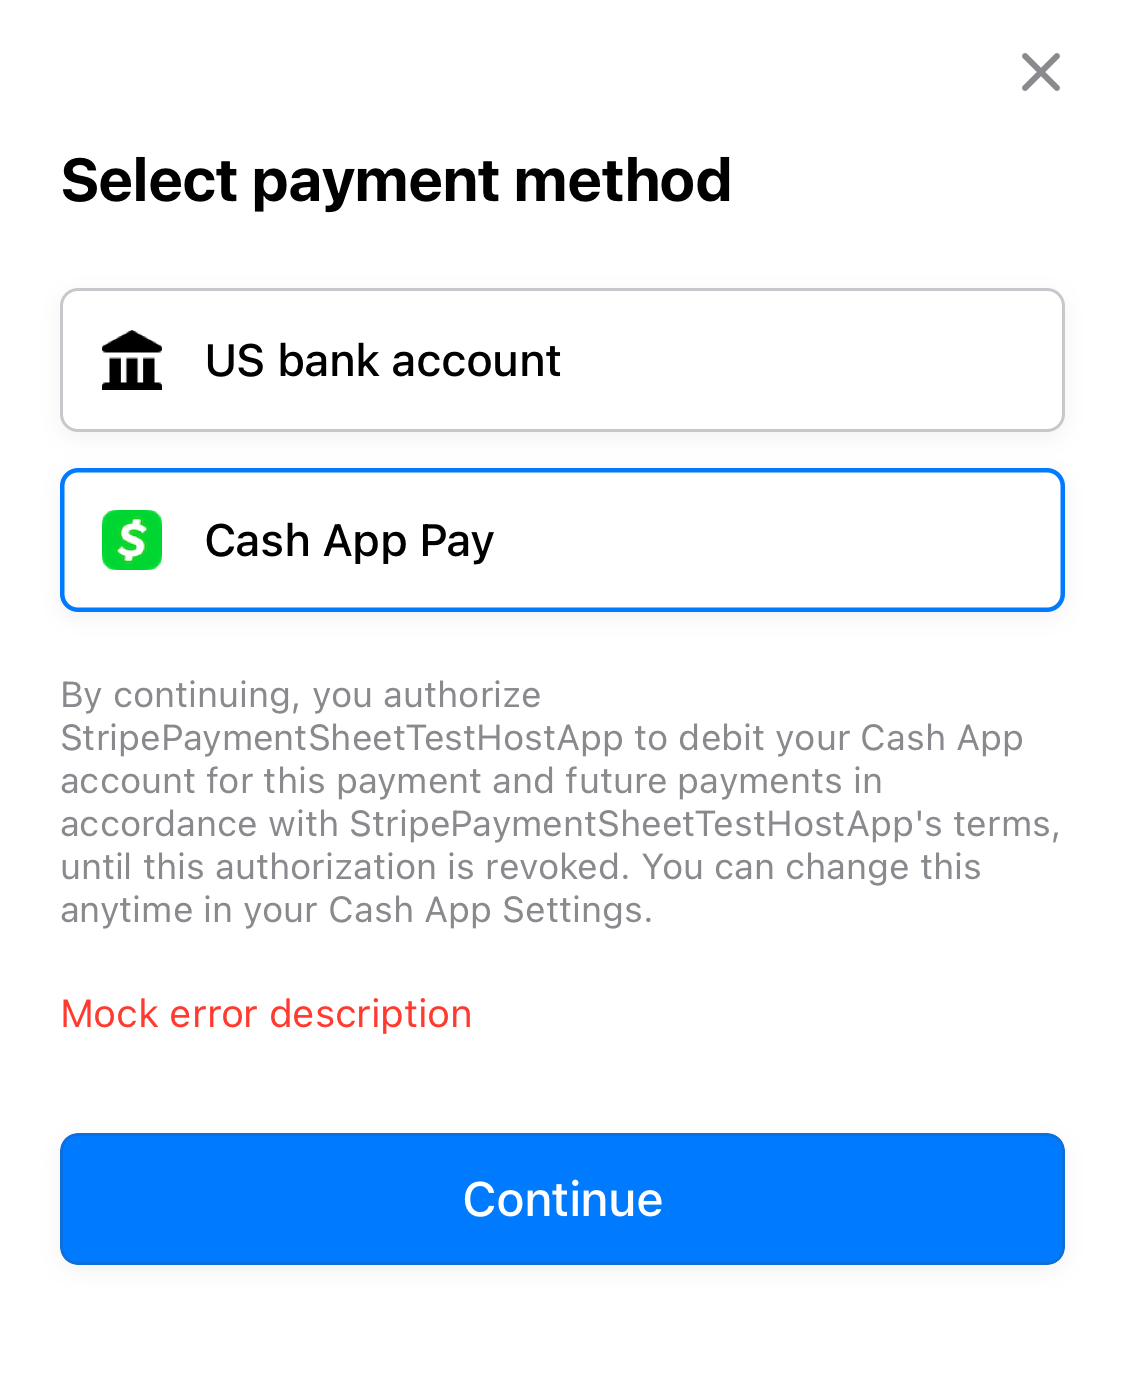 Select payment method
US bank account
$ Cash App Pay
By continuing, you authorize
StripePaymentSheetTestHostApp to debit your Cash App
account for this payment and future payments in
accordance with StripePaymentSheetTestHostApp's terms,
until this authorization is revoked. You can change this
anytime in your Cash App Settings.
Mock error description
Continue